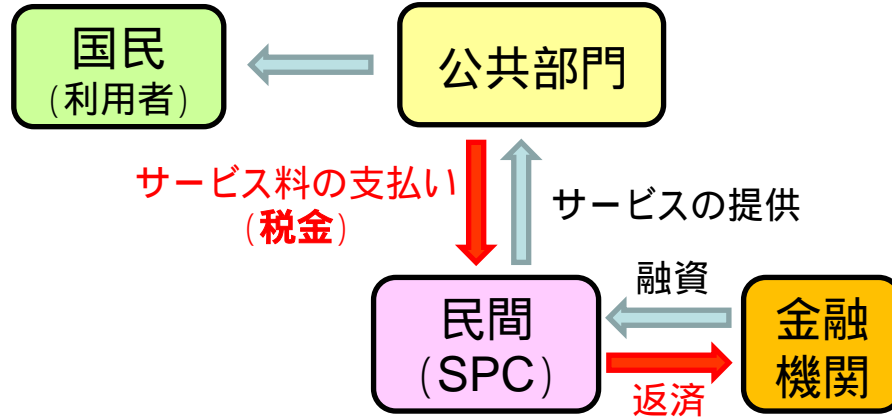 国民
（利用者）
公共部門
サービス料の支払い
（税金）
サービスの提供
融資
民間
（SPC）
金融
機関
返済